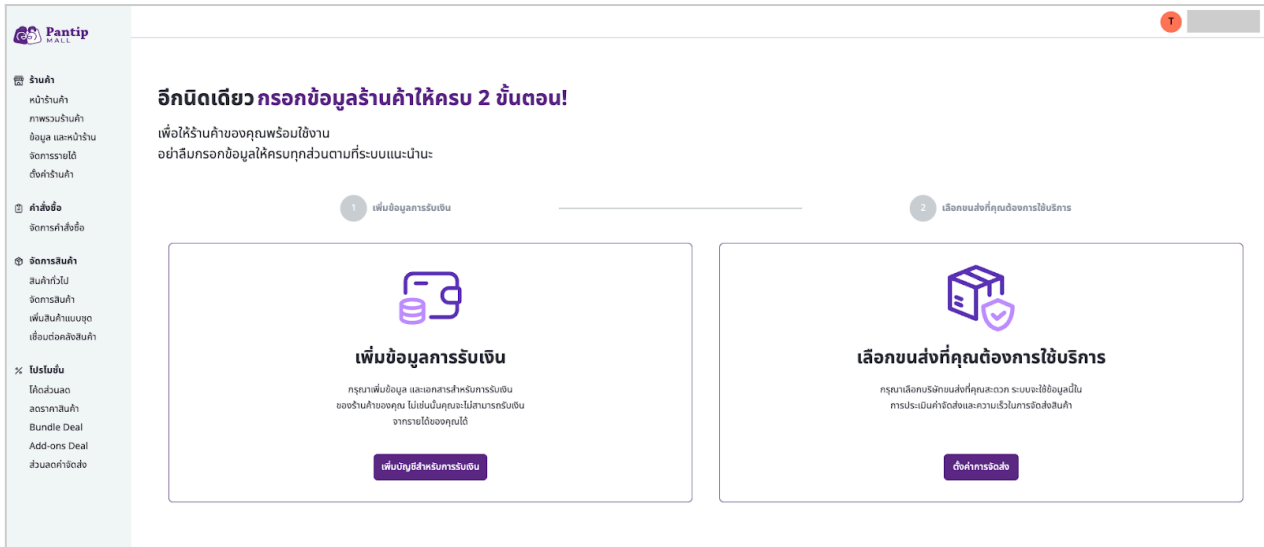 Pantip
MALL
T
ร้านค้า
หน้าร้านค้า
ภาพรวมร้านค้า
ข้อมูล และหน้าร้าน
จัดการรายได้
ตั้งค่าร้านค้า
คำสั่งซื้อ
จัดการคำสั่งซื้อ
จัดการสินค้า
สินค้าทั่วไป
จัดการสินค้า
เพิ่มสินค้าแบบชุด
เชื่อมต่อคลังสินค้า
โปรโมชั่น
โค้ดส่วนลด
ลดราคาสินค้า
Bundle Deal
Add-ons Deal
ส่วนลดค่าจัดส่ง
อีกนิดเดียว กรอกข้อมูลร้านค้าให้ครบ 2 ขั้นตอน!
เพื่อให้ร้านค้าของคุณพร้อมใช้งาน
อย่าลืมกรอกข้อมูลให้ครบทุกส่วนตามที่ระบบแนะนำนะ
1 เพิ่มข้อมูลการรับเงิน
2 เลือกขนส่งที่คุณต้องการใช้บริการ
เพิ่มข้อมูลการรับเงิน
กรุณาเพิ่มข้อมูล และเอกสารสำหรับการรับเงิน
ของร้านค้าของคุณ ไม่เช่นนั้นคุณจะไม่สามารถรับเงิน
จากรายได้ของคุณได้
เพิ่มบัญชีสำหรับการรับเงิน
เลือกขนส่งที่คุณต้องการใช้บริการ
กรุณาเลือกบริษัทขนส่งที่คุณสะดวก ระบบจะใช้ข้อมูลนี้ใน
การประเมินค่าจัดส่งและความเร็วในการจัดส่งสินค้า
ตั้งค่าการจัดส่ง